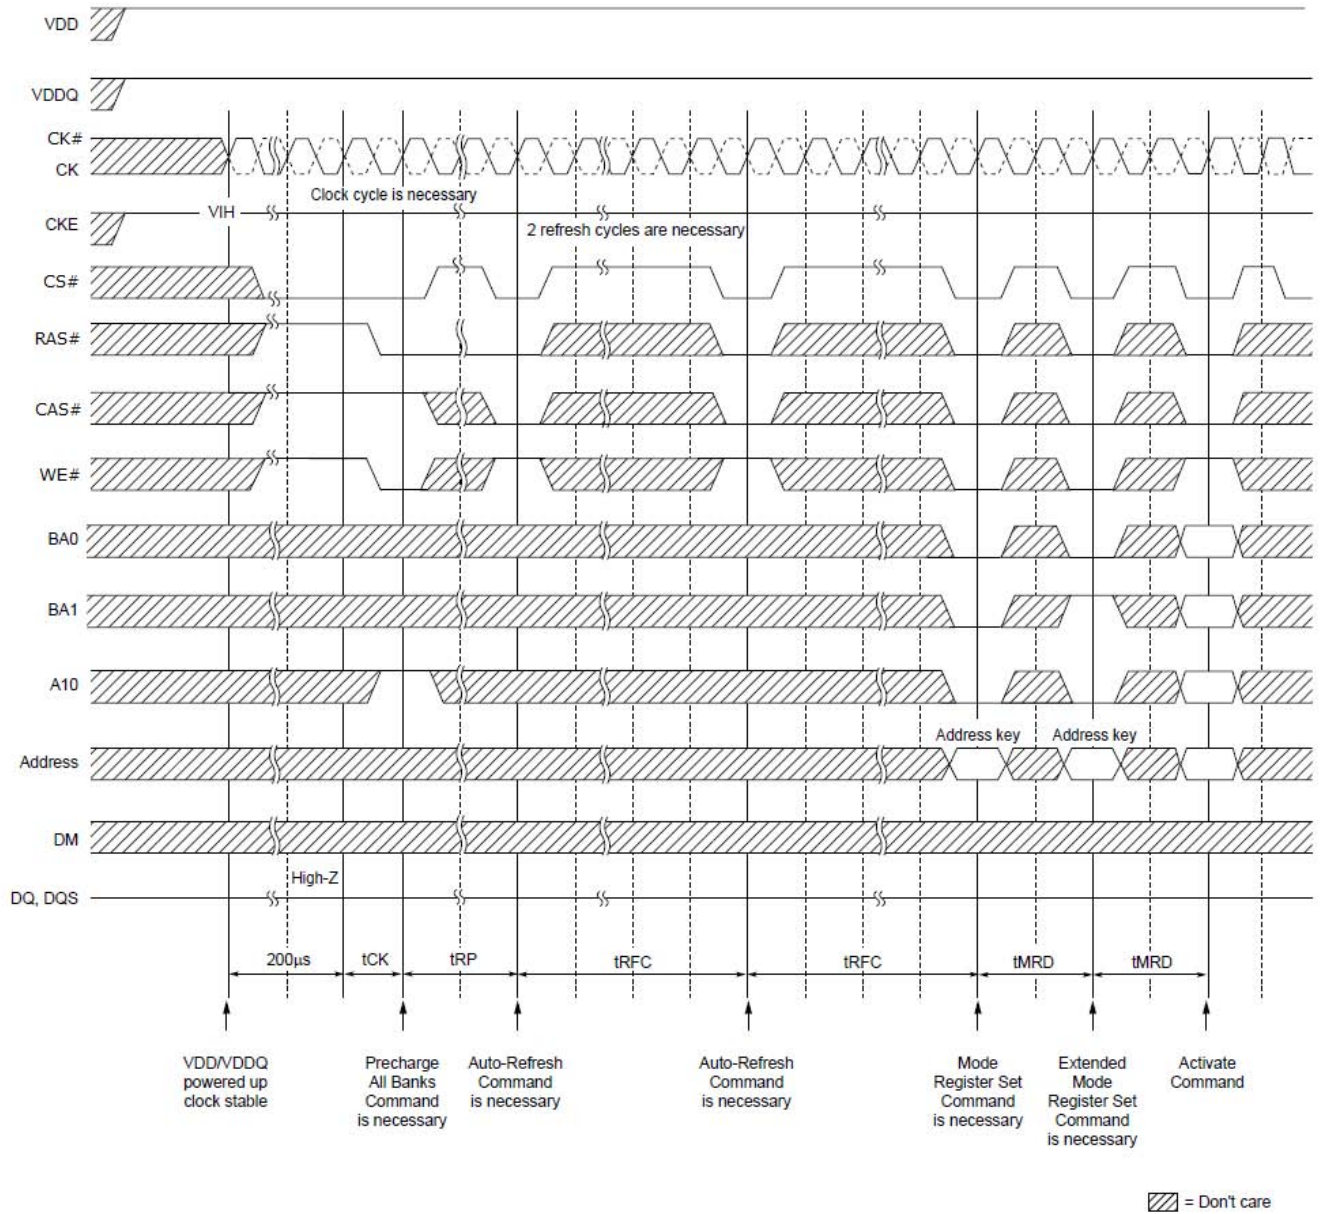 VDD
VDDQ
CK#
CK
Clock cycle is necessary
VIH
CKE
2 refresh cycles are necessary
CS#
RAS#
CAS#
WE#
BA0
BA1
A10
Address key Address key
Address
DM
High-Z
DQ, DQS
200μs tCK tRP tRFC tRFC tMRD tMRD
VDD/VDDQ
powered up
clock stable
Precharge
All Banks
Command
is necessary
Auto-Refresh
Command
is necessary
Auto-Refresh
Command
is necessary
Mode
Register Set
Command
is necessary
Extended
Mode
Register Set
Command
is necessary
Activate
Command
= Don't care